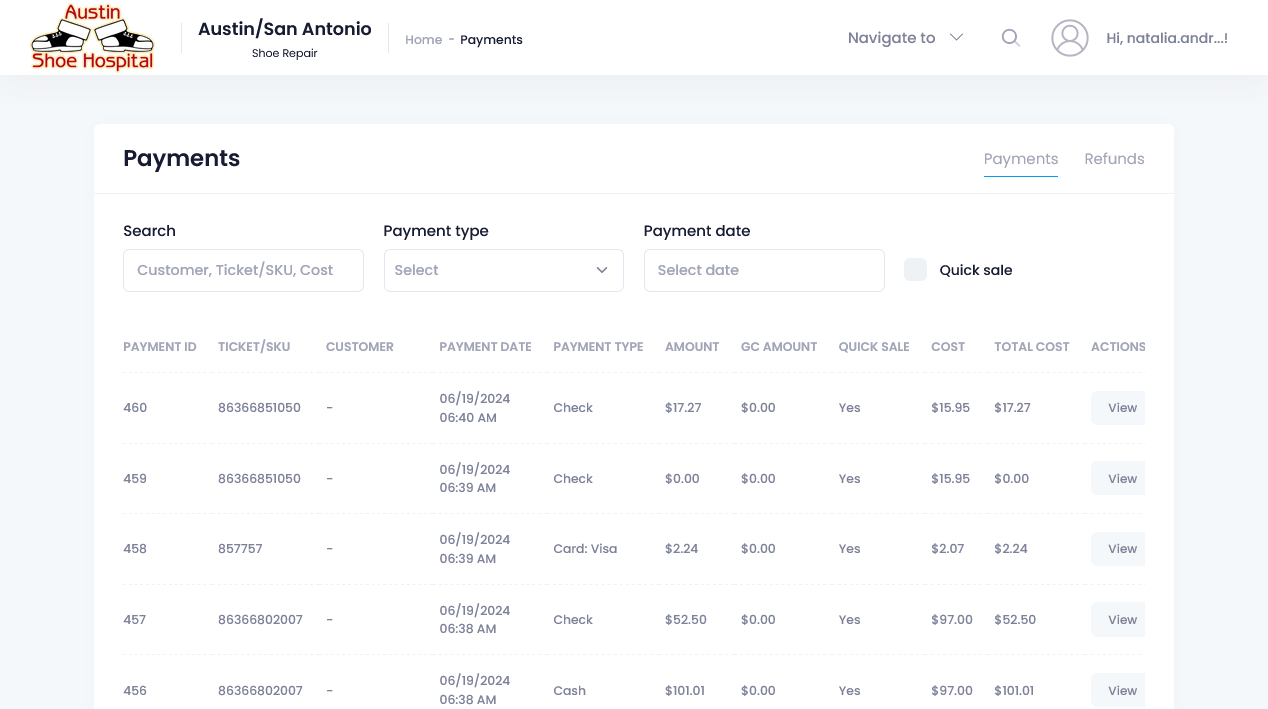 Austin
Shoe Hospital
Austin/San Antonio
Shoe Repair
Home - Payments
Navigate to
Hi, natalia.andr...!
Payments
Payments Refunds
Search Payment type Payment date
Customer, Ticket/SKU, Cost Select Select date Quick sale
PAYMENT ID TICKET/SKU CUSTOMER PAYMENT DATE PAYMENT TYPE AMOUNT GC AMOUNT QUICK SALE COST TOTAL COST ACTIONS
460 86366851050 - 06/19/2024 06:40 AM Check $17.27 $0.00 Yes $15.95 $17.27 View
459 86366851050 - 06/19/2024 06:39 AM Check $0.00 $0.00 Yes $15.95 $0.00 View
458 857757 - 06/19/2024 06:39 AM Card: Visa $2.24 $0.00 Yes $2.07 $2.24 View
457 86366802007 - 06/19/2024 06:38 AM Check $52.50 $0.00 Yes $97.00 $52.50 View
456 86366802007 - 06/19/2024 06:38 AM Cash $101.01 $0.00 Yes $97.00 $101.01 View